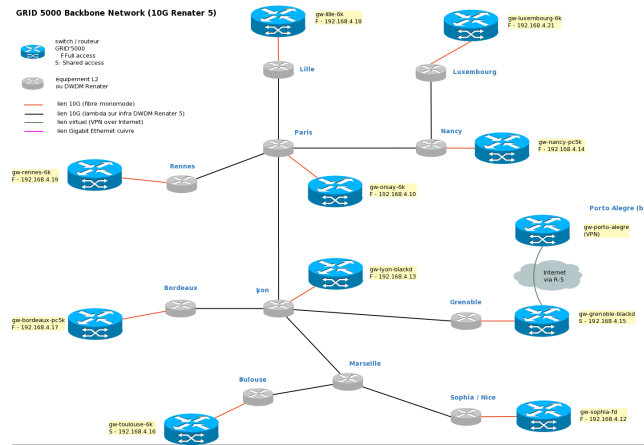 GRID 5000 Backbone Network (10G Renater 5)
switch / routeur
GRID'5000
F Full access
S: Shared access
équipement L2
ou DWDM Renater
lien 10G (fibre monomode)
lien 10G (lambda sur infra DWDM Renater 5)
lien virtuel (VPN over Internet)
lien Gigabit Ethernet cuivre
gw-lille-6k
F - 192.168.4.18
Lille
gw-luxembourg-6k
F - 192.168.4.21
Luxembourg
Paris
Nancy
gw-nancy-pc5k
F - 192.168.4.14
Rennes
gw-rennes-6k
F - 192.168.4.19
gw-orsay-6k
F - 192.168.4.10
Porto Alegre (b
gw-porto-alegre
(VPN)
Internet
via R-S
gw-lyon-blackd
F - 192.168.4.13
Bordeaux
Lyon
Grenoble
gw-bordeaux-pc5k
F - 192.168.4.17
gw-grenoble-blackd
S - 192.168.4.15
Marseille
Toulouse
Sophia / Nice
gw-toulouse-6k
S - 192.168.4.16
gw-sophia-fd
F - 192.168.4.12